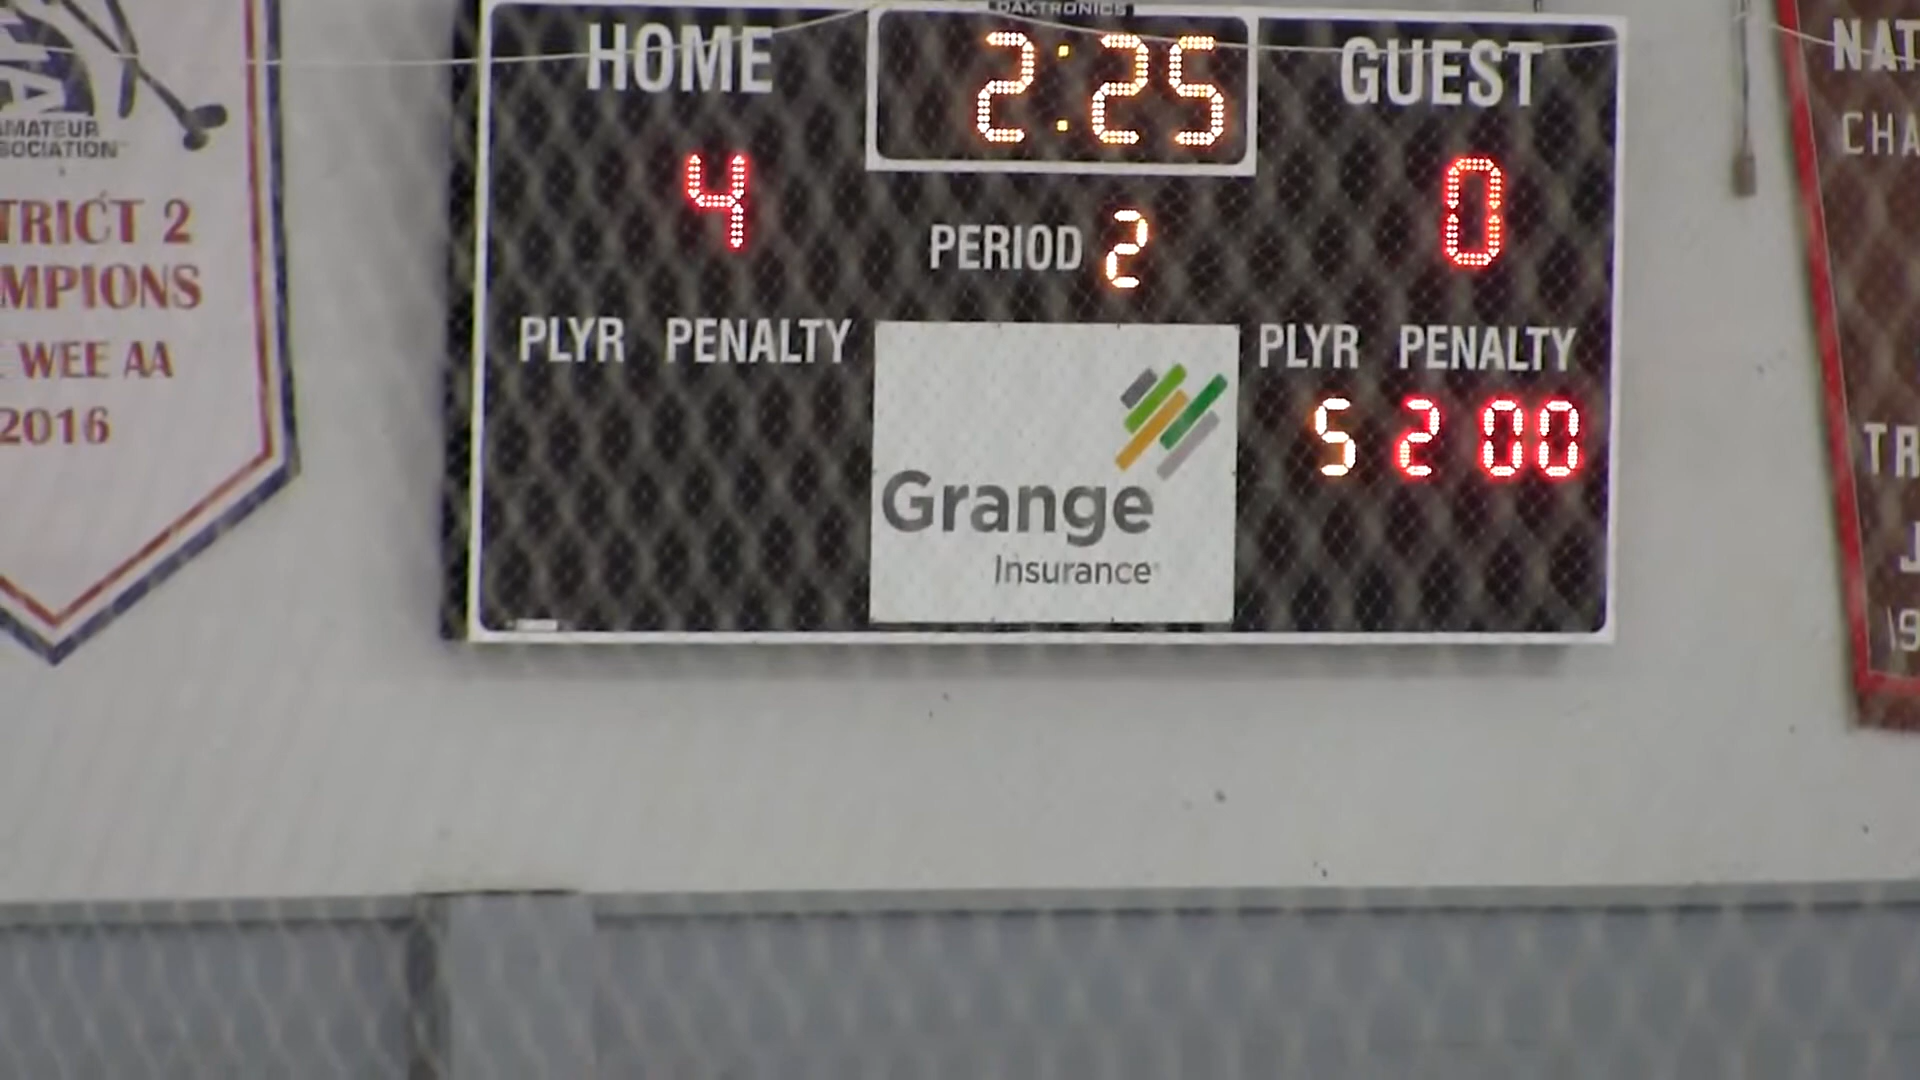 DAKTRONICS
HOME 2:25 GUEST
4 PERIOD 2 0
PLYR PENALTY PLYR PENALTY
5 2 00
Grange
Insurance
AMATEUR
TRICT 2
MPIONS
WEE AA
2016
NAT
CHA
TR